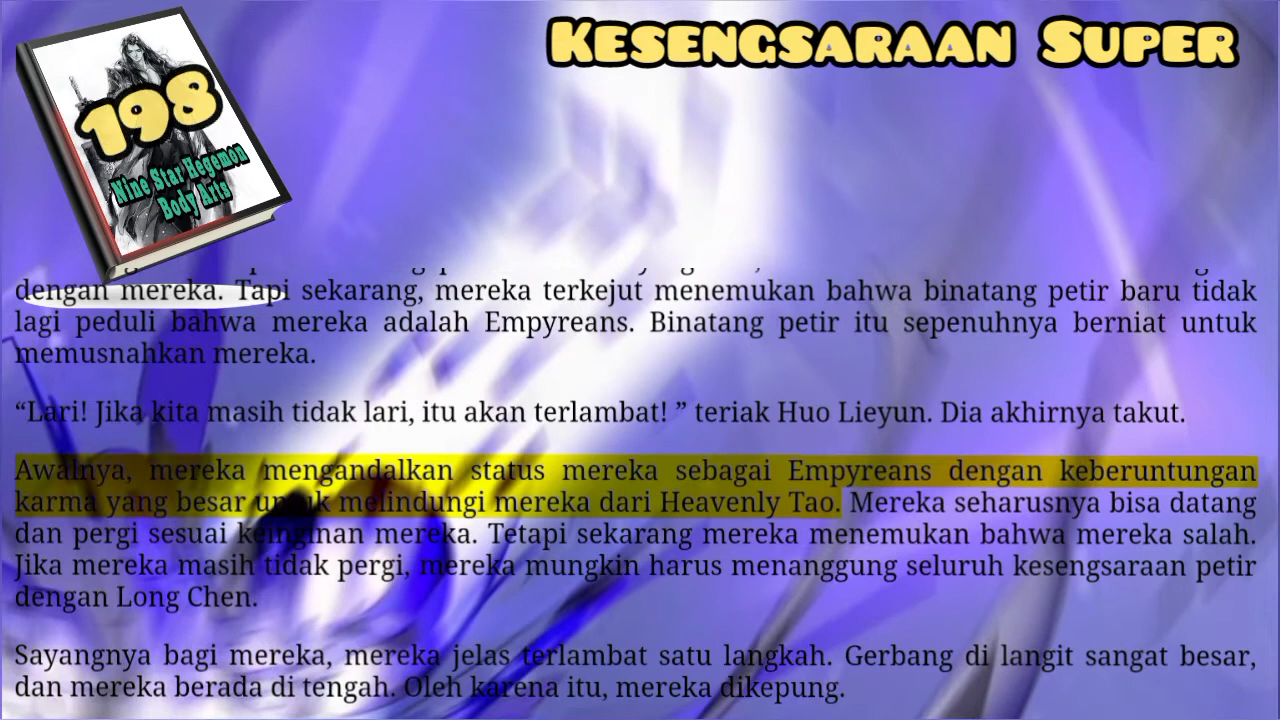 Kesengsaraan Super
198
Nine Star Hegemon
Body Arts
dengan mereka. Tapi sekarang, mereka terkejut menemukan bahwa binatang petir baru tidak
lagi peduli bahwa mereka adalah Empyreans. Binatang petir itu sepenuhnya berniat untuk
memusnahkan mereka.
“Lari! Jika kita masih tidak lari, itu akan terlambat! ” teriak Huo Lieyun. Dia akhirnya takut.
Awalnya, mereka mengandalkan status mereka sebagai Empyreans dengan keberuntungan
karma yang besar untuk melindungi mereka dari Heavenly Tao. Mereka seharusnya bisa datang
dan pergi sesuai keinginan mereka. Tetapi sekarang mereka menemukan bahwa mereka salah.
Jika mereka masih tidak pergi, mereka mungkin harus menanggung seluruh kesengsaraan petir
dengan Long Chen.
Sayangnya bagi mereka, mereka jelas terlambat satu langkah. Gerbang di langit sangat besar,
dan mereka berada di tengah. Oleh karena itu, mereka dikepung.